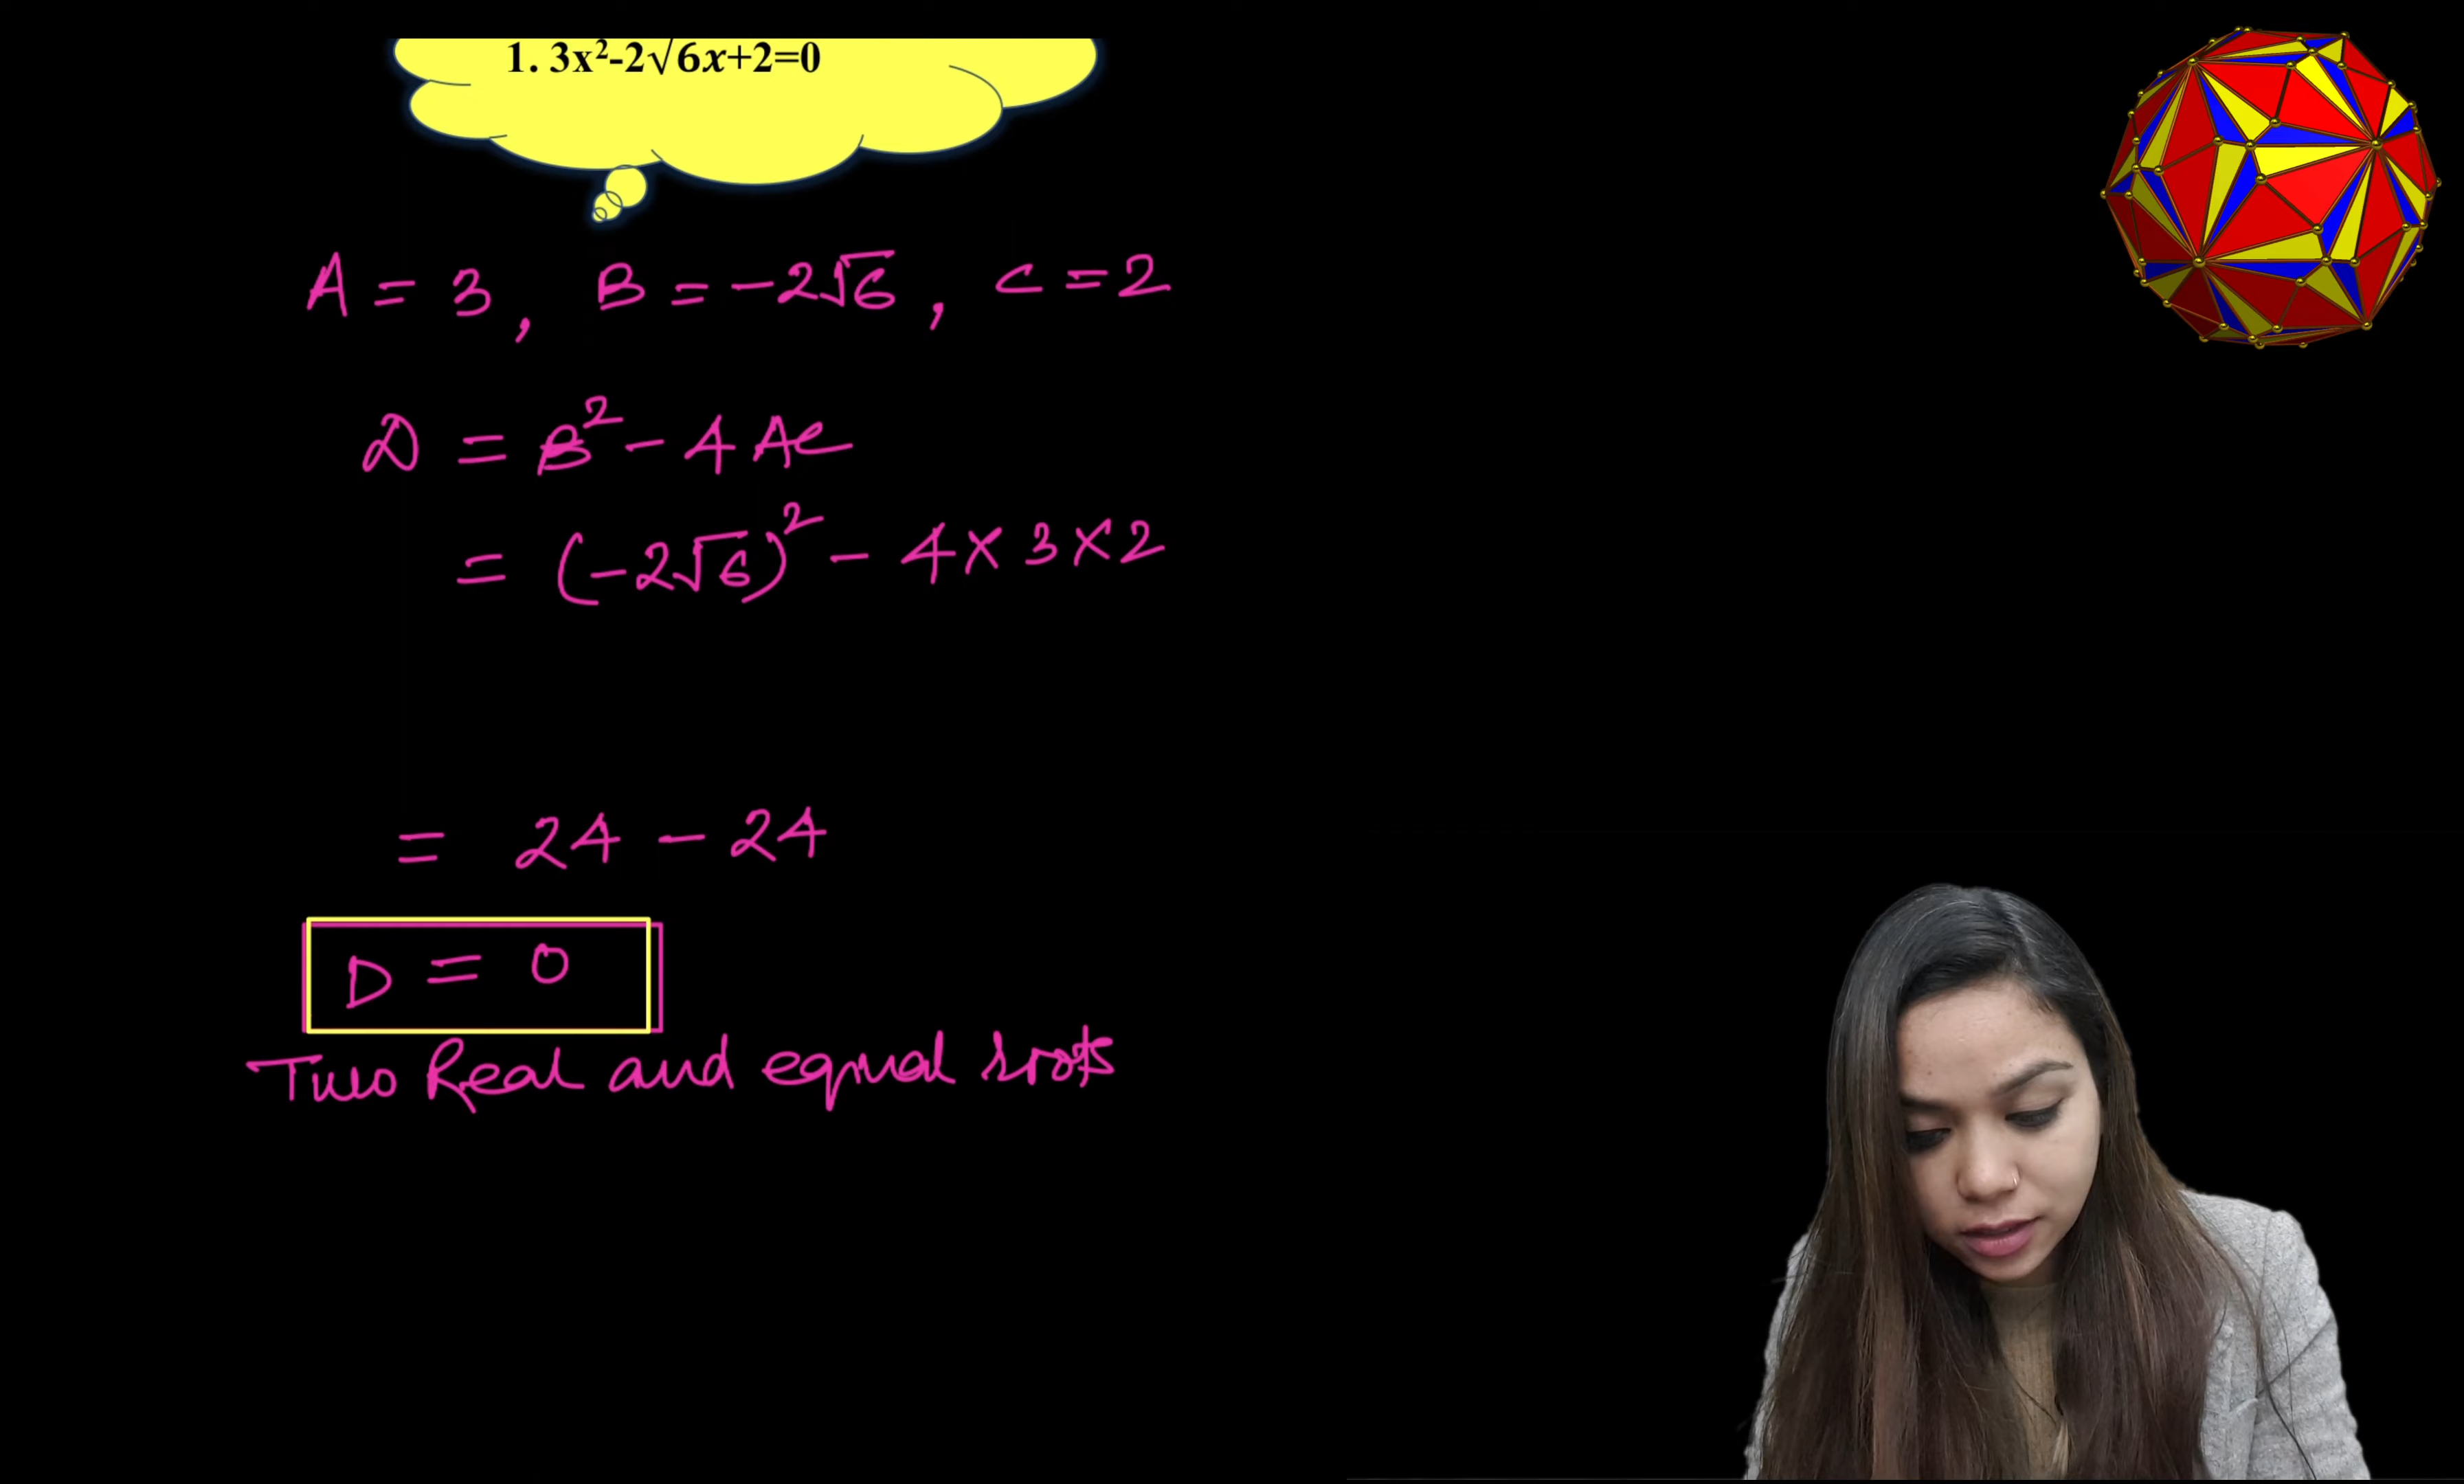 1. 3x²-2√6x+2=0
A = 3, B = -2√6, C = 2
D = B² - 4AC
= (-2√6)² - 4×3×2
= 24 - 24
D = 0
Two Real and equal roots